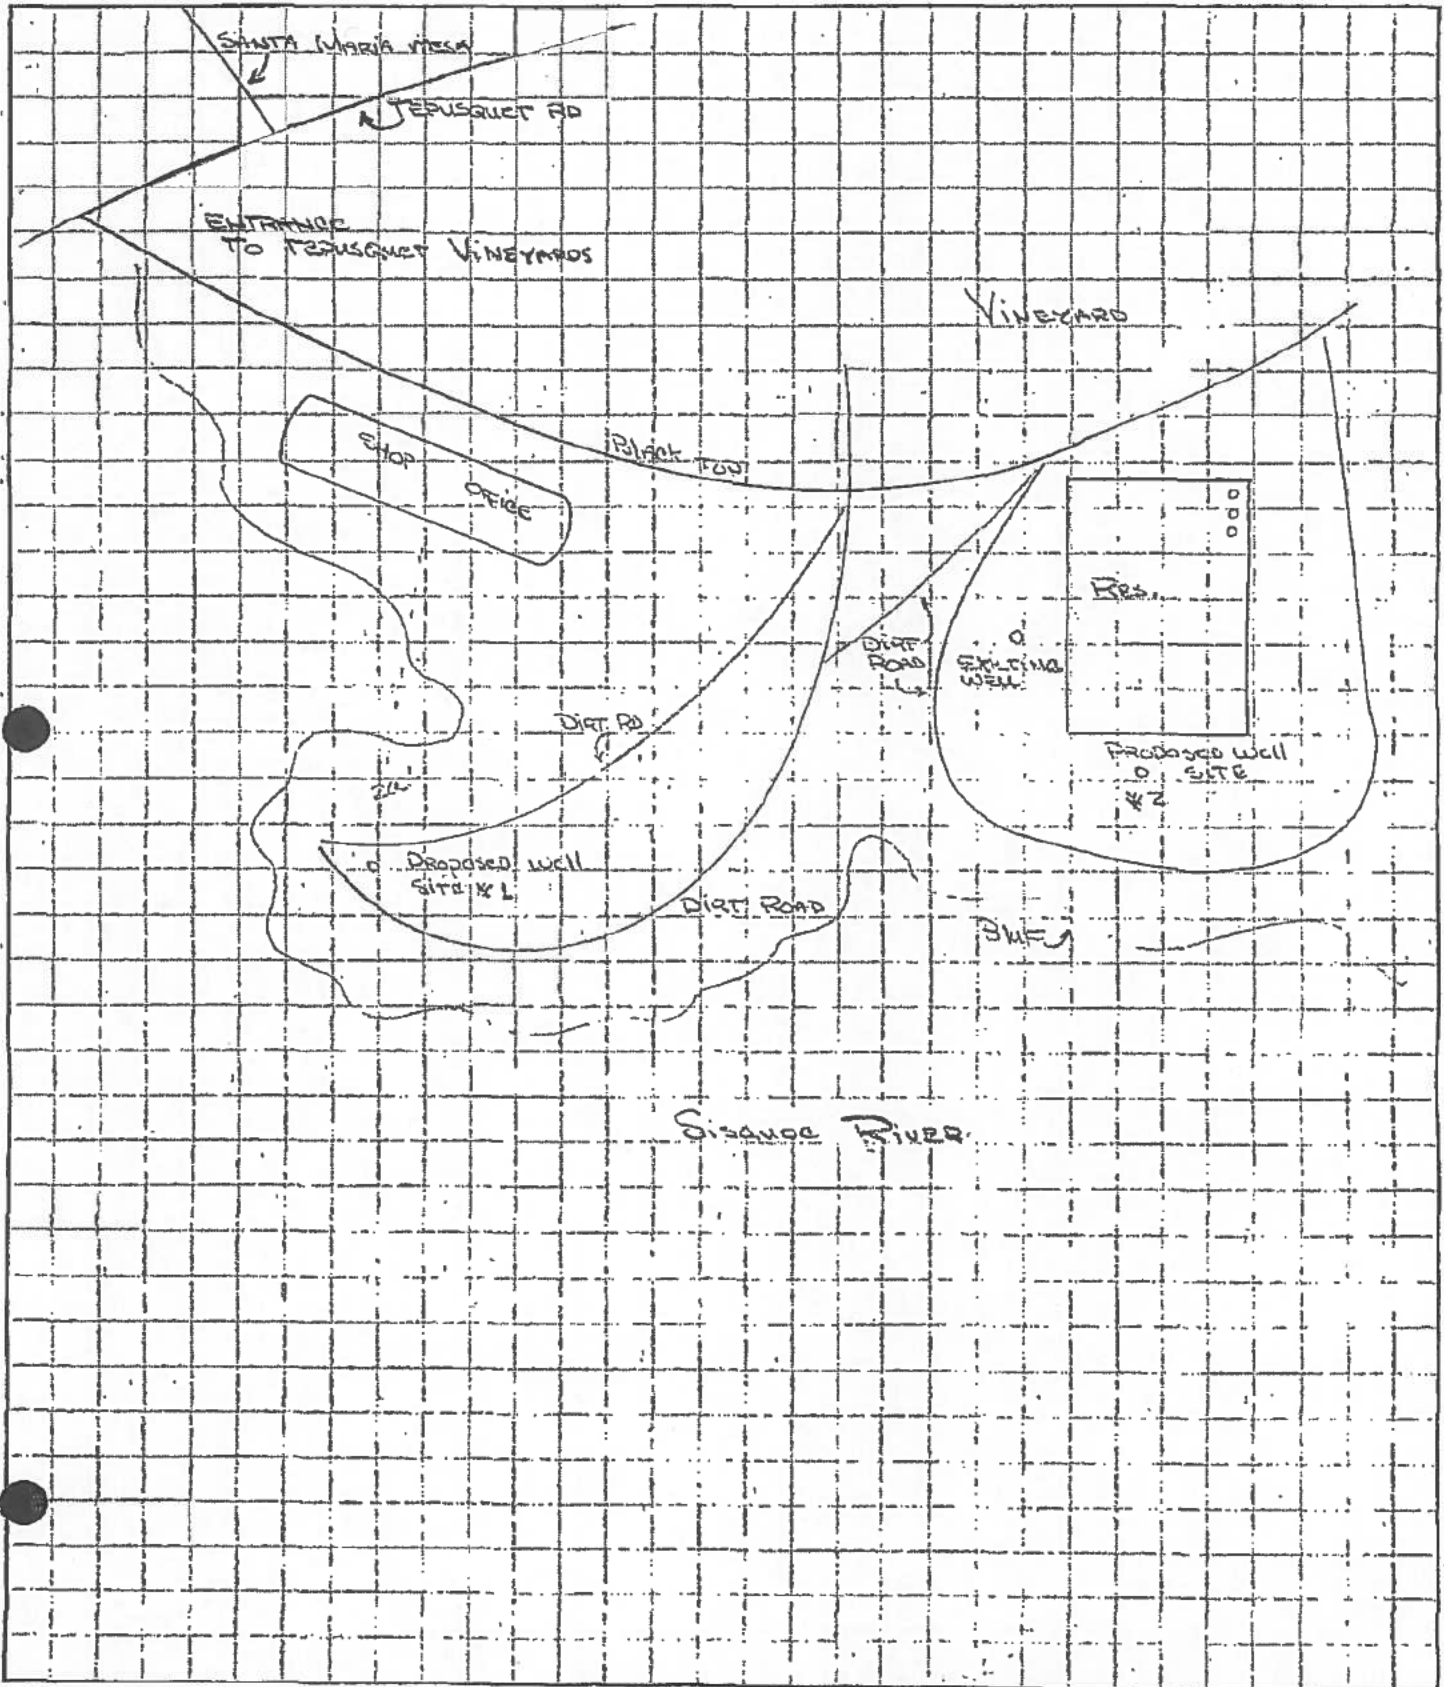 SANTA MARIA MESA
TEPUSQUET RD
ENTRANCE
TO TEPUSQUET VINEYARDS
VINEYARD
SHOP
OFFICE
BLACK TOP
RES.
DIRT
ROAD
EXISTING
WELL
DIRT RD
PROPOSED WELL
SITE
#2
PROPOSED WELL
SITE #1
DIRT ROAD
BLUF
SISQUOC RIVER